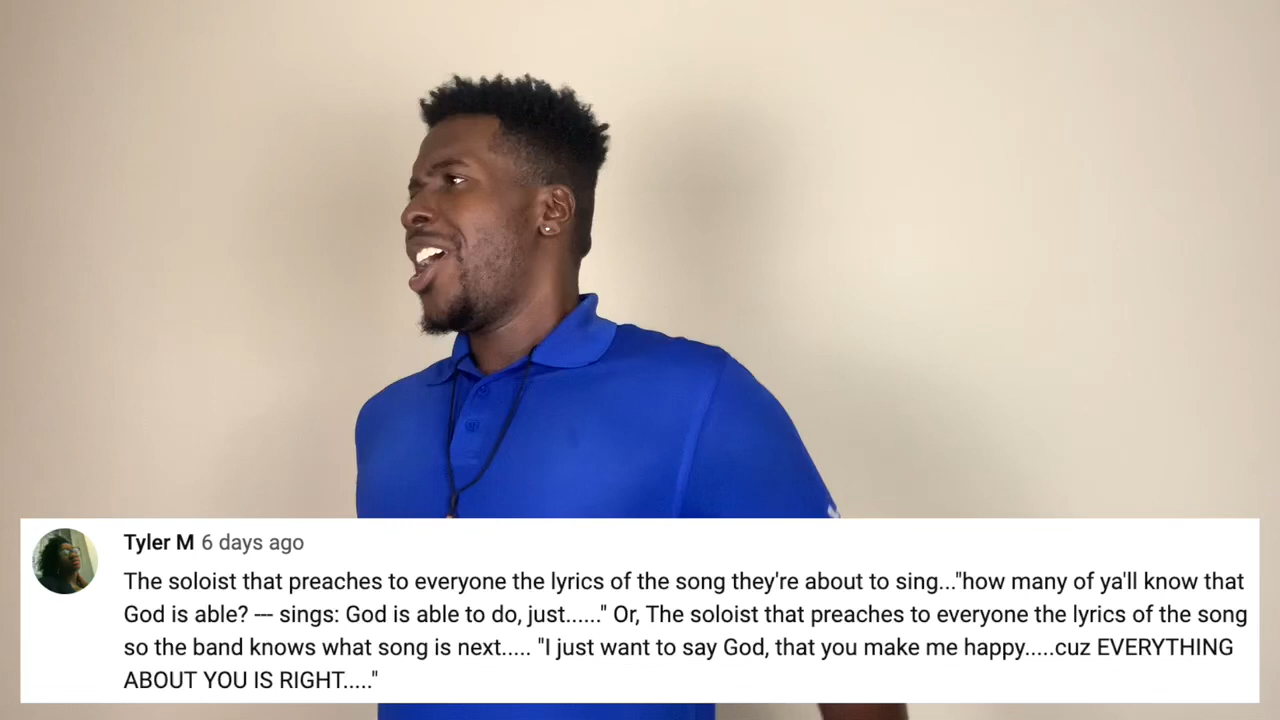 Tyler M 6 days ago
The soloist that preaches to everyone the lyrics of the song they're about to sing..."how many of ya'll know that
God is able? --- sings: God is able to do, just......" Or, The soloist that preaches to everyone the lyrics of the song
so the band knows what song is next..... "I just want to say God, that you make me happy.....cuz EVERYTHING
ABOUT YOU IS RIGHT....."